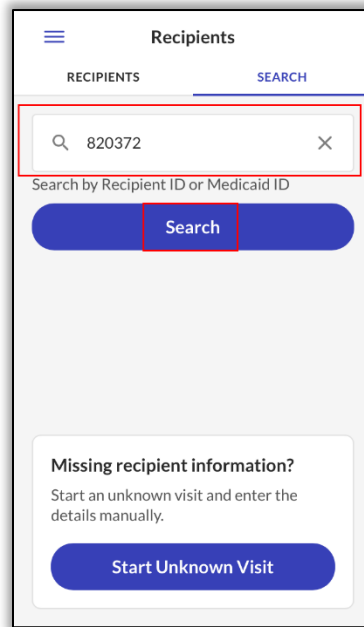 Recipients
RECIPIENTS SEARCH
820372
Search by Recipient ID or Medicaid ID
Search
Missing recipient information?
Start an unknown visit and enter the
details manually.
Start Unknown Visit